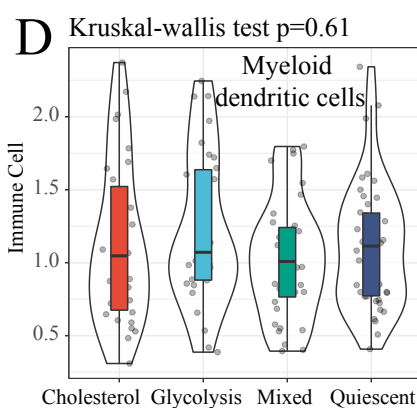 D Kruskal-wallis test p=0.61
Myeloid
dendritic cells
Immune Cell
2.0
1.5
1.0
0.5
Cholesterol Glycolysis Mixed Quiescent